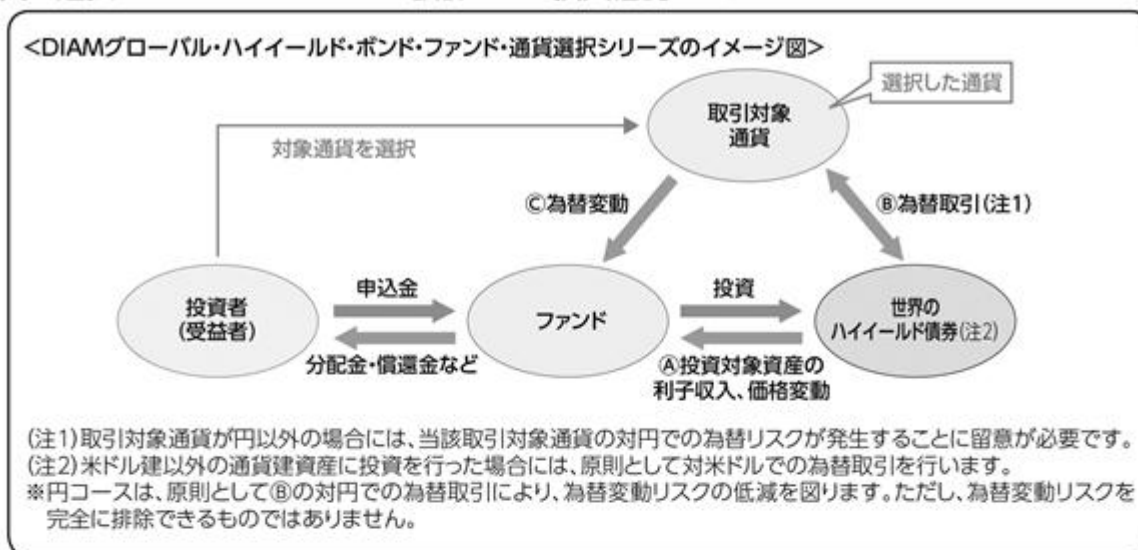 <DIAMグローバル・ハイイールド・ボンド・ファンド・通貨選択シリーズのイメージ図>
選択した通貨
取引対象
通貨
対象通貨を選択
Ⓒ為替変動
Ⓑ為替取引(注1)
投資者
(受益者)
申込金
分配金・償還金など
ファンド
投資
Ⓐ投資対象資産の
利子収入、価格変動
世界の
ハイイールド債券(注2)
(注1)取引対象通貨が円以外の場合には、当該取引対象通貨の対円での為替リスクが発生することに留意が必要です。
(注2)米ドル建以外の通貨建資産に投資を行った場合には、原則として対米ドルでの為替取引を行います。
※円コースは、原則としてⒷの対円での為替取引により、為替変動リスクの低減を図ります。ただし、為替変動リスクを
完全に排除できるものではありません。